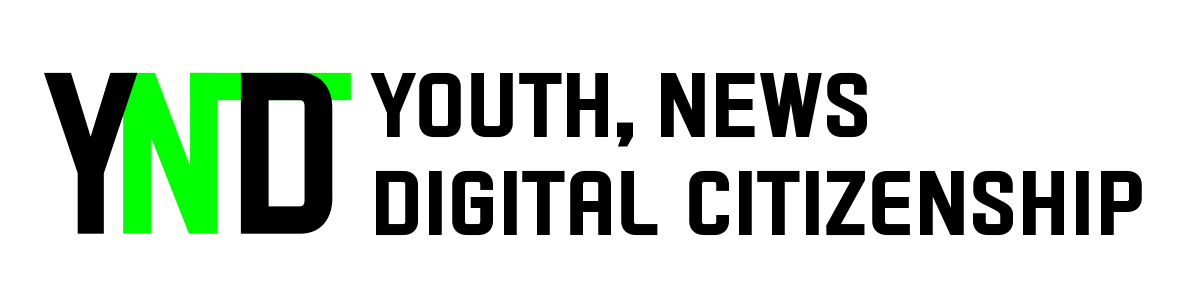 YND
YOUTH, NEWS
DIGITAL CITIZENSHIP